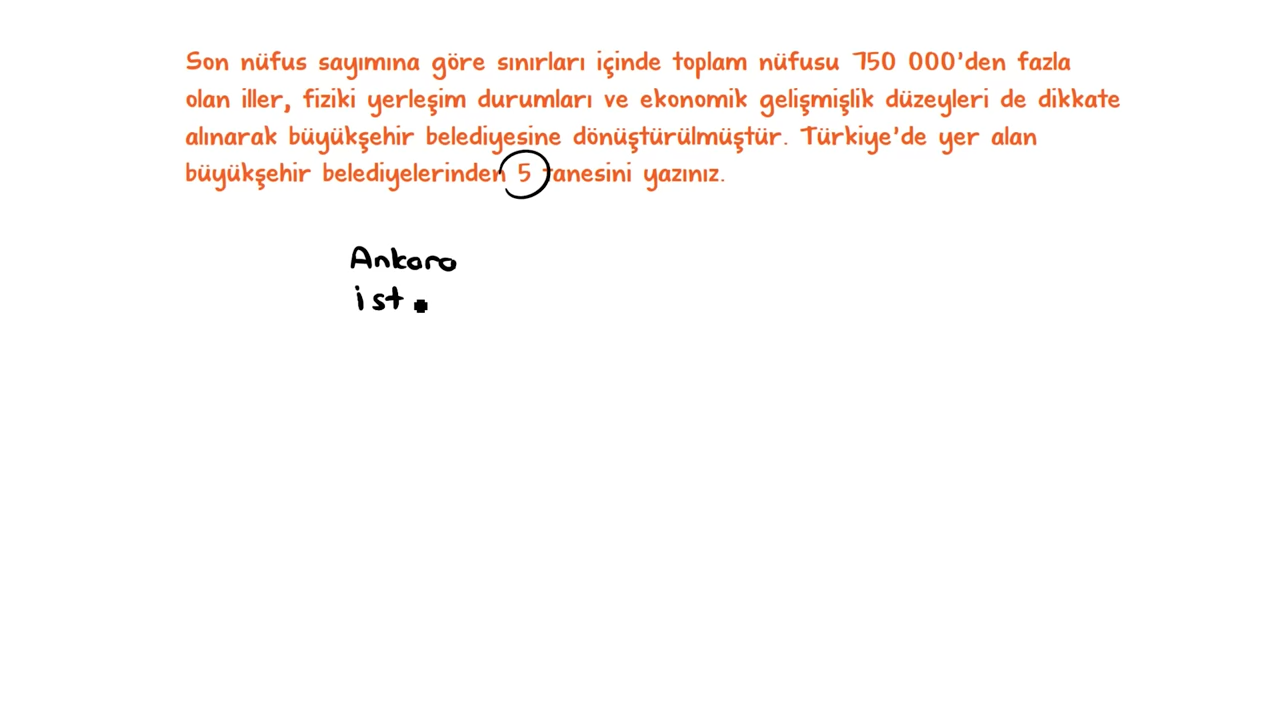 Son nüfus sayımına göre sınırları içinde toplam nüfusu 750 000'den fazla
olan iller, fiziki yerleşim durumları ve ekonomik gelişmişlik düzeyleri de dikkate
alınarak büyükşehir belediyesine dönüştürülmüştür. Türkiye'de yer alan
büyükşehir belediyelerinden 5 tanesini yazınız.
Ankara
ist